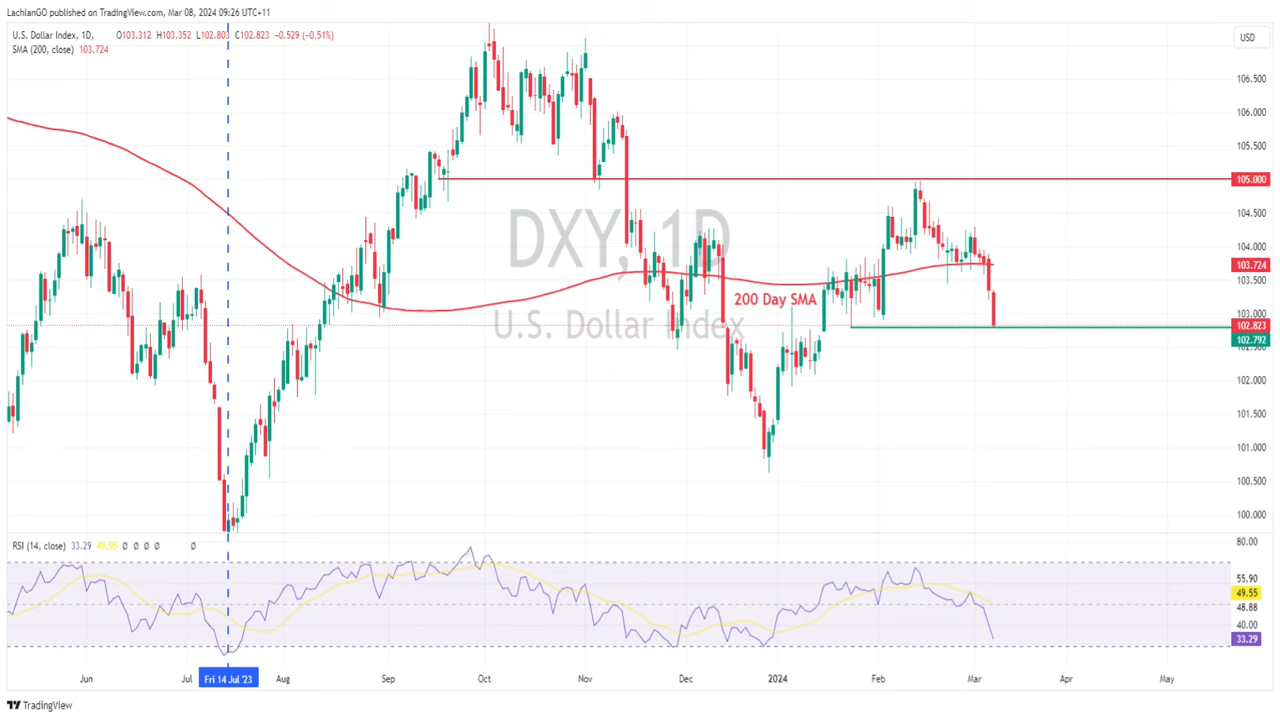 LachlanGO published on TradingView.com, Mar 08, 2024 09:26 UTC+11
U.S. Dollar Index, 1D, O103.312 H103.352 L102.803 C102.823 −0.529 (−0.51%)
SMA (200, close) 103.724
USD
106.500
106.000
105.500
105.000
104.500
DXY, 1D
104.000
103.724
103.500
200 Day SMA
103.000
U.S. Dollar Index
102.823
102.792
102.500
102.000
101.500
101.000
100.500
100.000
RSI (14, close) 33.29 49.55 Ø Ø Ø Ø Ø
80.00
55.90
49.55
48.88
40.00
33.29
Jun Jul Fri 14 Jul '23 Aug Sep Oct Nov Dec 2024 Feb Mar Apr May
TradingView